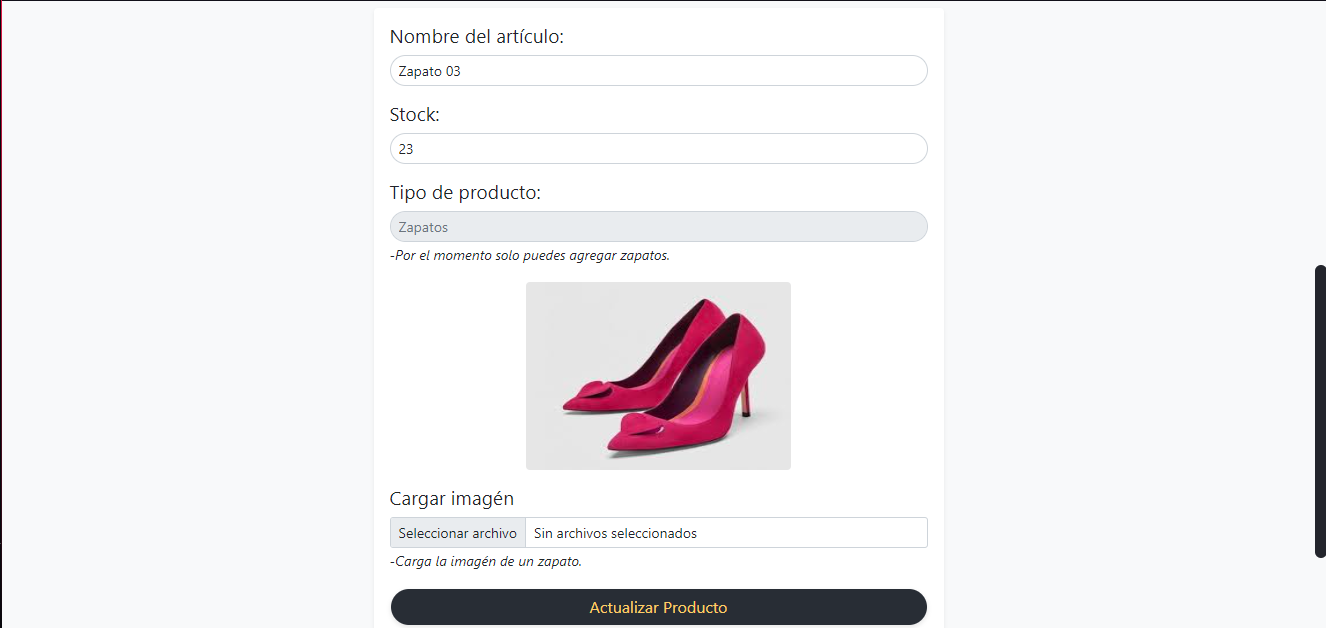 Nombre del artículo:
Zapato 03
Stock:
23
Tipo de producto:
Zapatos
-Por el momento solo puedes agregar zapatos.
Cargar imagén
Seleccionar archivo Sin archivos seleccionados
-Carga la imagén de un zapato.
Actualizar Producto